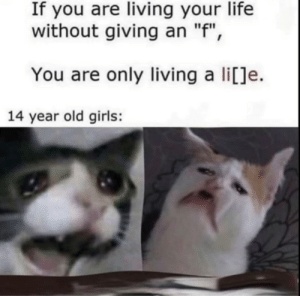 If you are living your life
without giving an "f",
You are only living a li[]e.
14 year old girls: